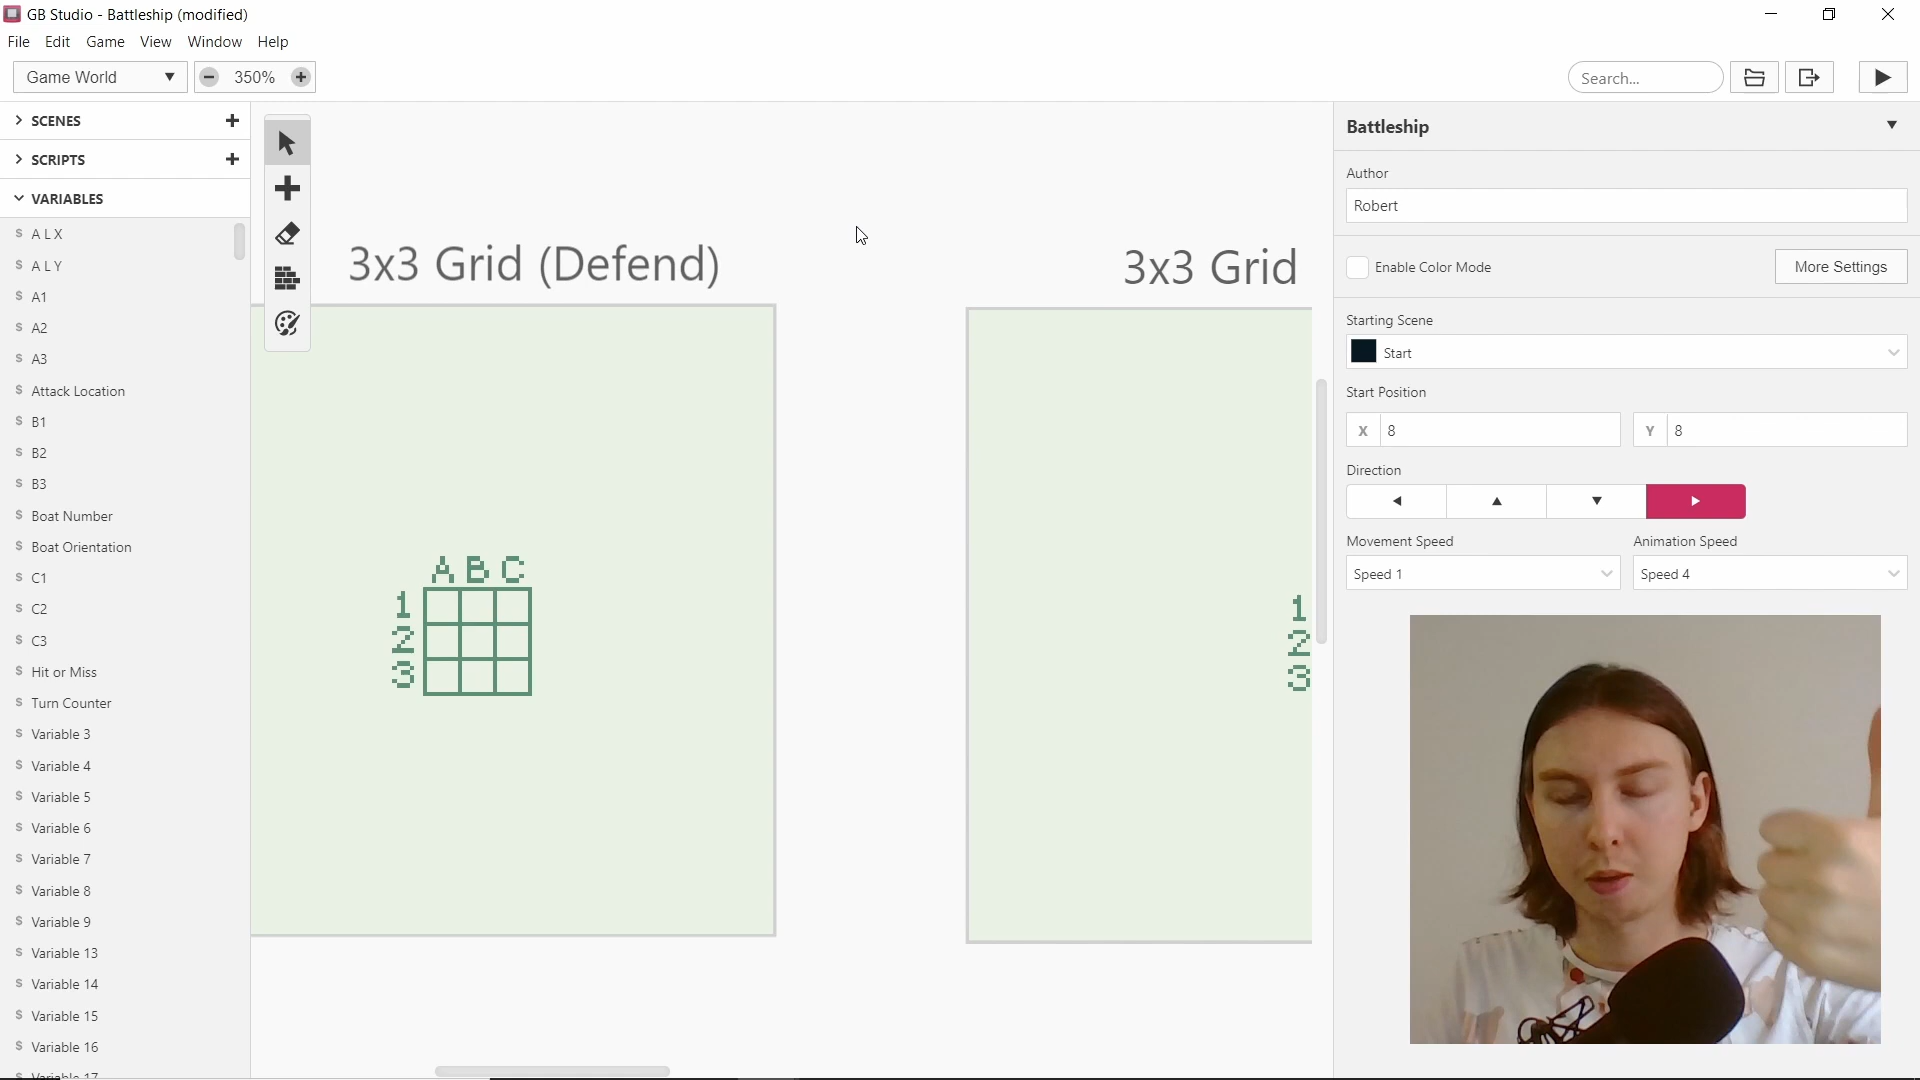 GB Studio - Battleship (modified)
File Edit Game View Window Help
Game World
350%
Search...
SCENES
SCRIPTS
VARIABLES
$ A L X
$ A L Y
$ A1
$ A2
$ A3
$ Attack Location
$ B1
$ B2
$ B3
$ Boat Number
$ Boat Orientation
$ C1
$ C2
$ C3
$ Hit or Miss
$ Turn Counter
$ Variable 3
$ Variable 4
$ Variable 5
$ Variable 6
$ Variable 7
$ Variable 8
$ Variable 9
$ Variable 13
$ Variable 14
$ Variable 15
$ Variable 16
Variable 17
3x3 Grid (Defend)
A B C
1
2
3
3x3 Grid
1
2
3
Battleship
Author
Robert
Enable Color Mode
More Settings
Starting Scene
Start
Start Position
X 8
Y 8
Direction
Movement Speed
Animation Speed
Speed 1
Speed 4